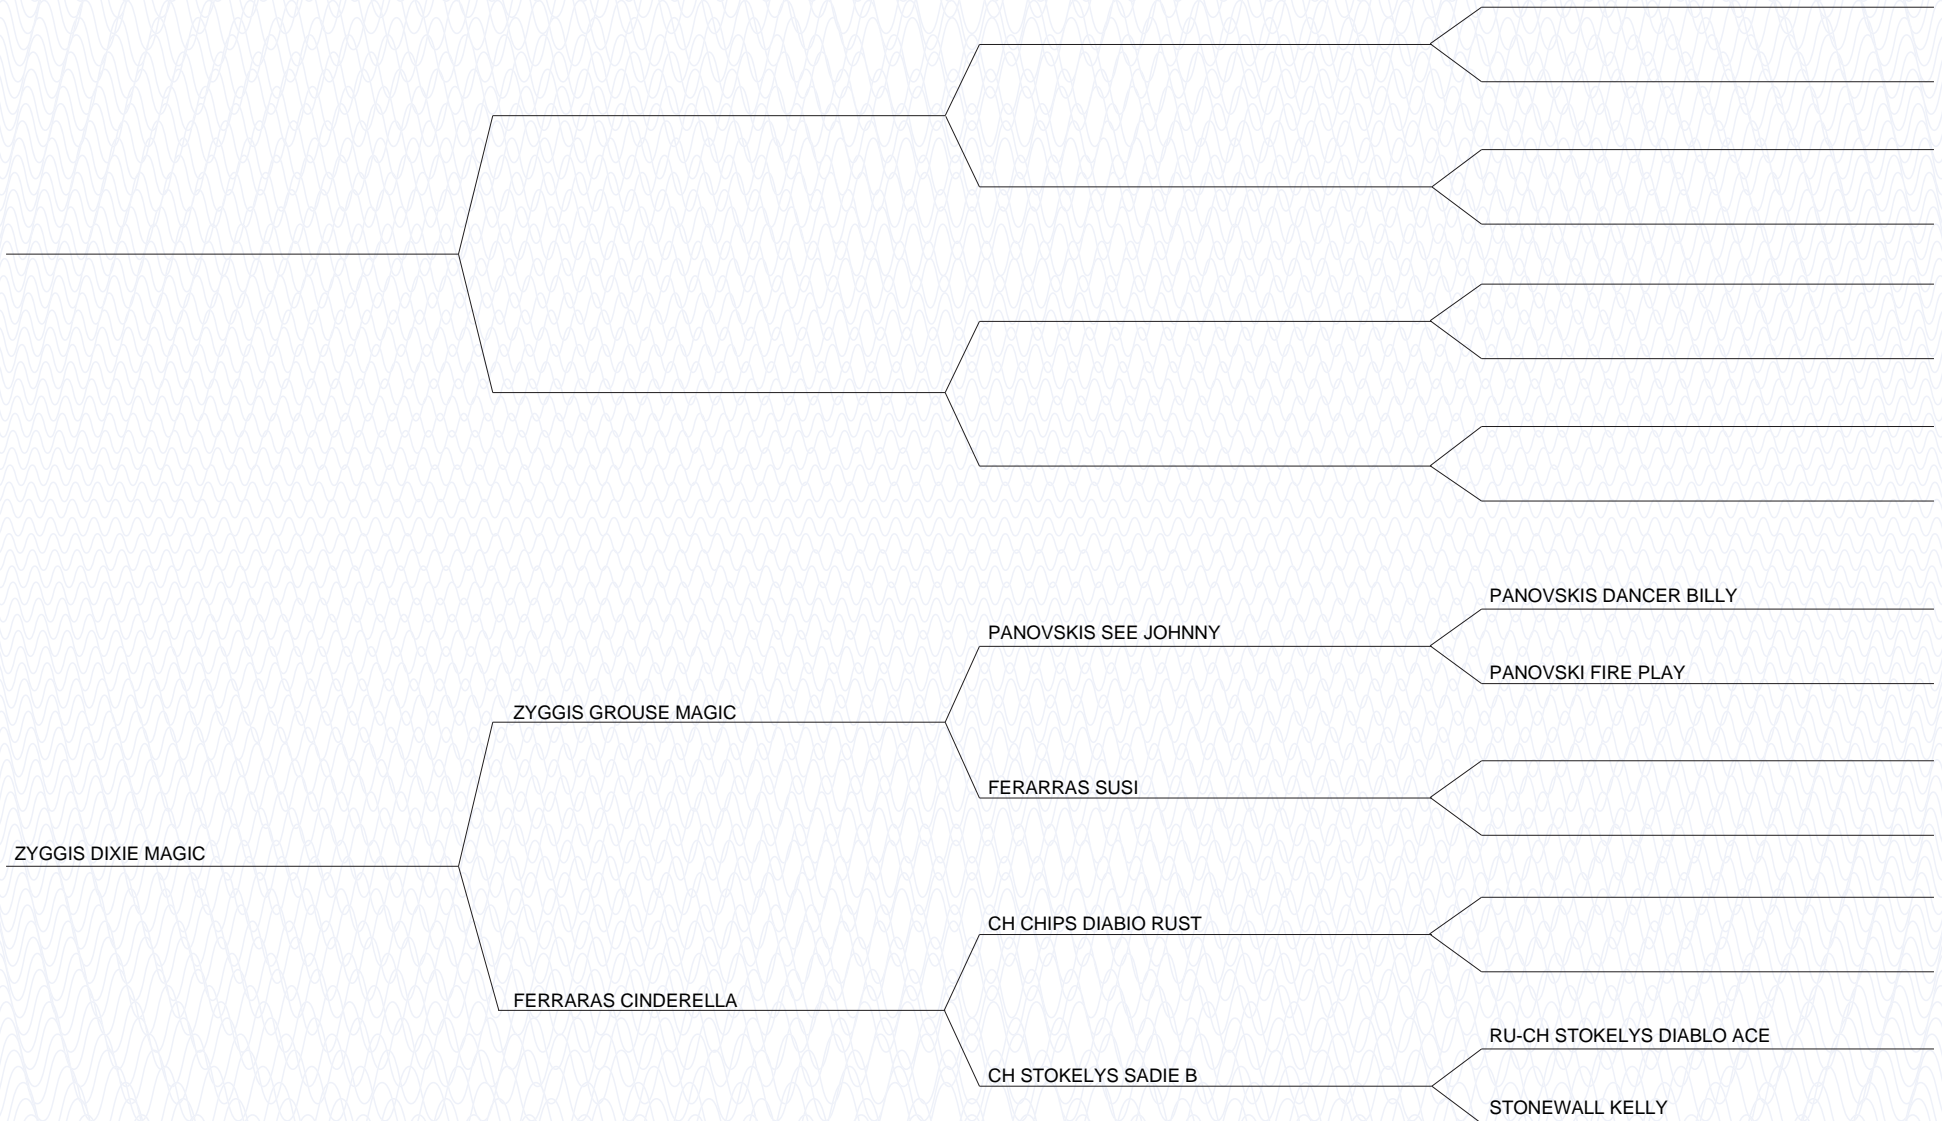 PANOVSKIS DANCER BILLY
PANOVSKIS SEE JOHNNY
PANOVSKI FIRE PLAY
ZYGGIS GROUSE MAGIC
FERARRAS SUSI
ZYGGIS DIXIE MAGIC
CH CHIPS DIABIO RUST
FERRARAS CINDERELLA
RU-CH STOKELYS DIABLO ACE
CH STOKELYS SADIE B
STONEWALL KELLY